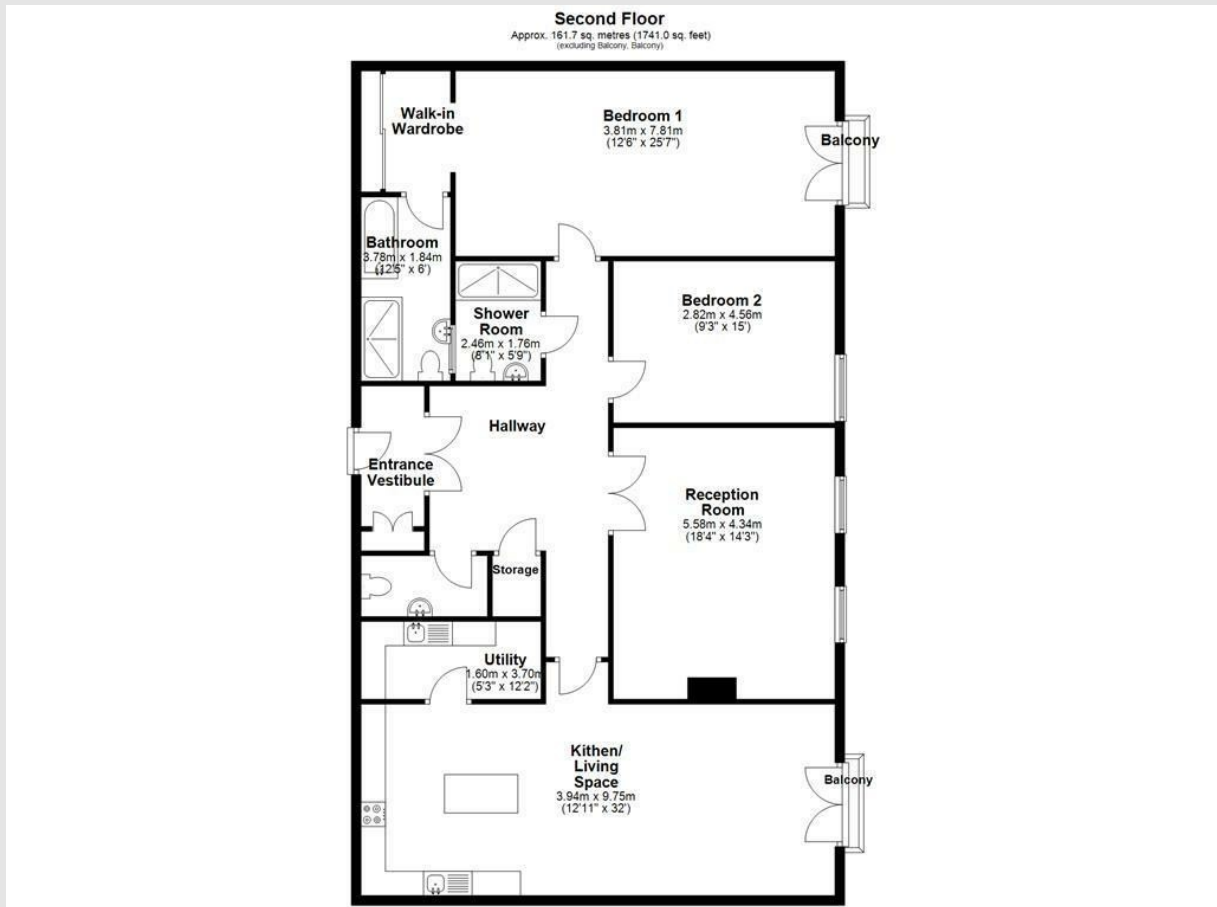 Second Floor
Approx. 161.7 sq. metres (1741.0 sq. feet)
(excluding Balcony, Balcony)
Walk-in
Wardrobe
Bedroom 1
3.81m x 7.81m
(12'6" x 25'7")
Balcony
Bathroom
3.78m x 1.84m
(12'5" x 6')
Shower
Room
2.46m x 1.76m
(8'1" x 5'9")
Bedroom 2
2.82m x 4.56m
(9'3" x 15')
Hallway
Entrance
Vestibule
Reception
Room
5.58m x 4.34m
(18'4" x 14'3")
Storage
Utility
1.60m x 3.70m
(5'3" x 12'2")
Kithen/
Living
Space
3.94m x 9.75m
(12'11" x 32')
Balcony